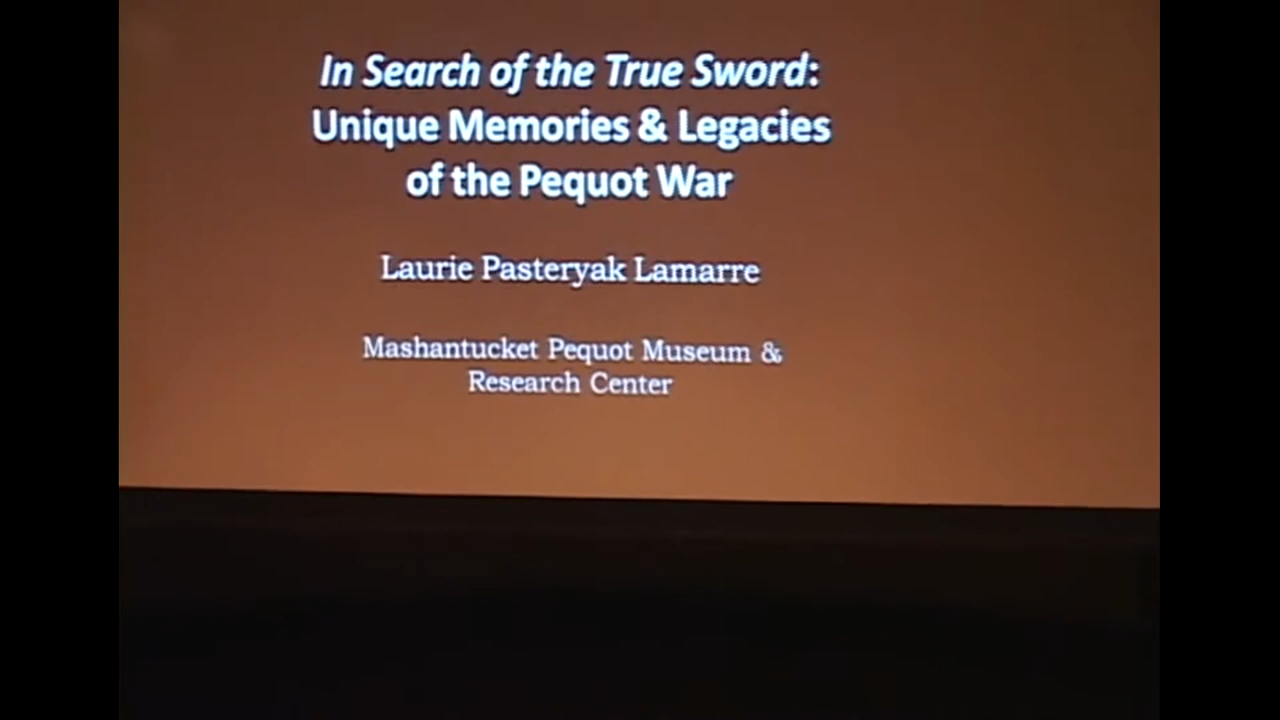 In Search of the True Sword:
Unique Memories & Legacies
of the Pequot War
Laurie Pasteryak Lamarre
Mashantucket Pequot Museum &
Research Center